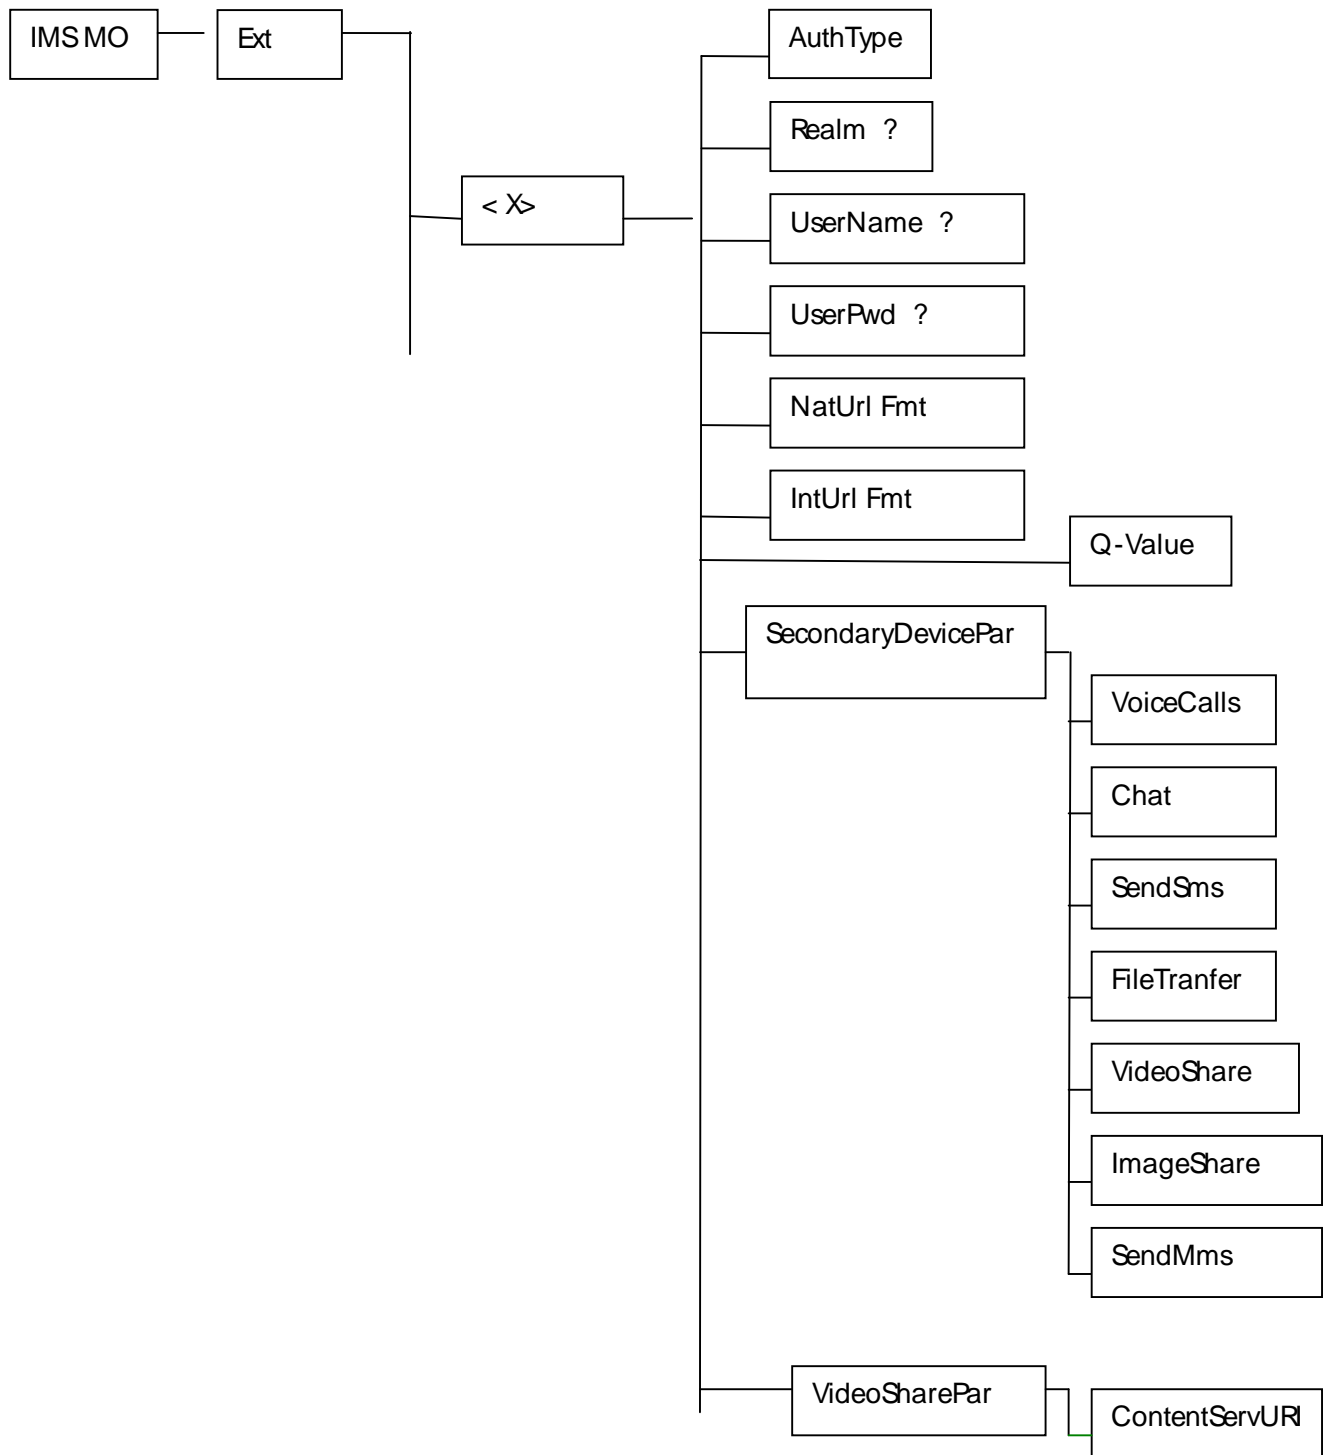 IMS MO
Ext
AuthType
Realm ?
< X>
UserName ?
UserPwd ?
NatUrl Fmt
IntUrl Fmt
Q-Value
SecondaryDevicePar
VoiceCalls
Chat
SendSms
FileTranfer
VideoShare
ImageShare
SendMms
VideoSharePar
ContentServURI